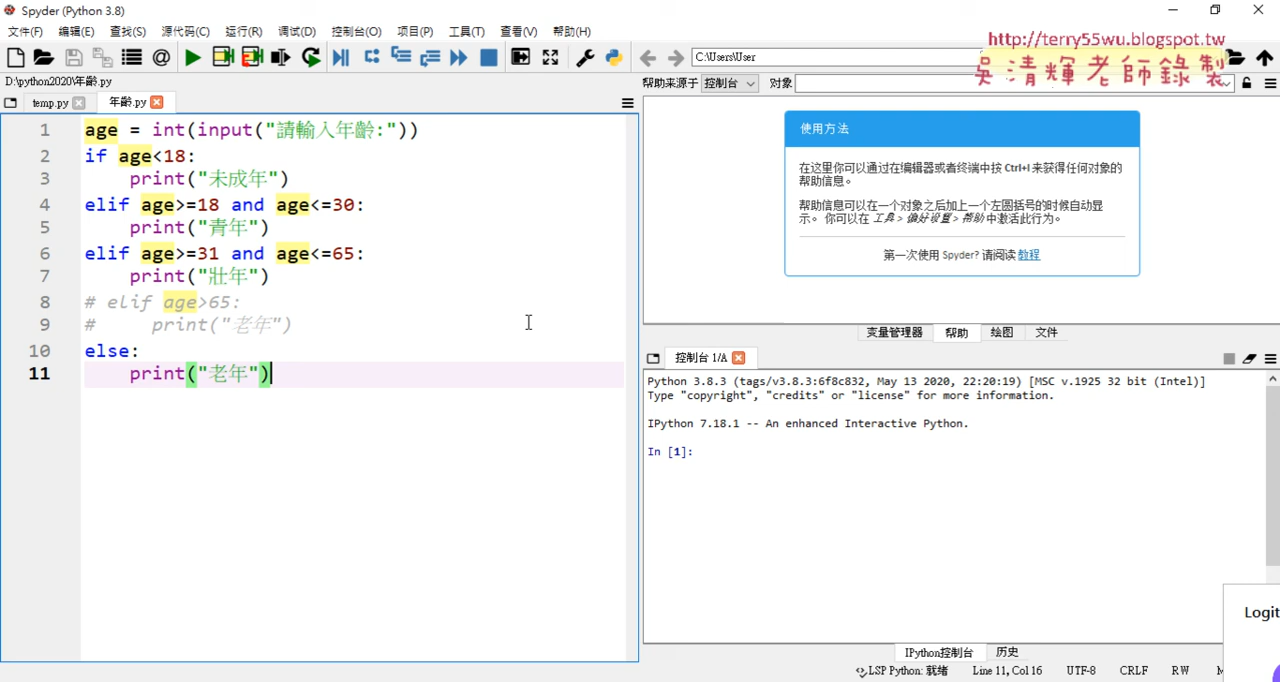 Spyder (Python 3.8)
文件(F) 编辑(E) 查找(S) 源代码(C) 运行(R) 调试(D) 控制台(O) 项目(P) 工具(T) 查看(V) 帮助(H)
C:\Users\User
http://terry55wu.blogspot.tw
吳清輝老師錄製
D:\python2020\年齡.py
temp.py 年齡.py
1 age = int(input("請輸入年齡:"))
2 if age<18:
3 print("未成年")
4 elif age>=18 and age<=30:
5 print("青年")
6 elif age>=31 and age<=65:
7 print("壯年")
8 # elif age>65:
9 # print("老年")
10 else:
11 print("老年")
帮助来源于 控制台 对象
使用方法
在这里你可以通过在编辑器或者终端中按 Ctrl+I 来获得任何对象的
帮助信息。
帮助信息可以在一个对象之后加上一个左圆括号的时候自动显
示。 你可以在 工具 > 偏好设置 > 帮助 中激活此行为。
第一次使用 Spyder? 请阅读 教程
变量管理器 帮助 绘图 文件
控制台 1/A
Python 3.8.3 (tags/v3.8.3:6f8c832, May 13 2020, 22:20:19) [MSC v.1925 32 bit (Intel)]
Type "copyright", "credits" or "license" for more information.
IPython 7.18.1 -- An enhanced Interactive Python.
In [1]:
Logit
IPython控制台 历史
LSP Python: 就绪 Line 11, Col 16 UTF-8 CRLF RW